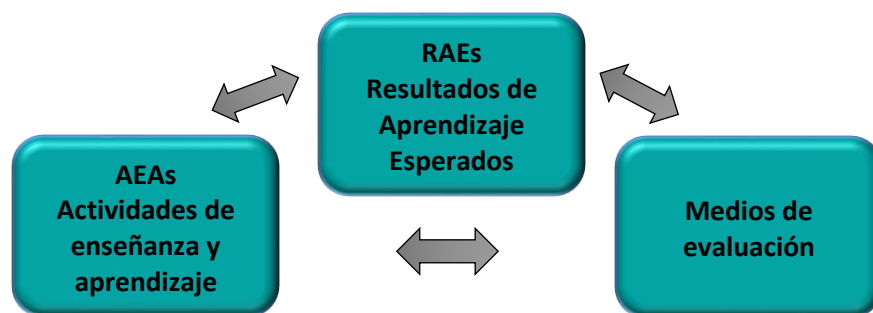 RAEs
Resultados de
Aprendizaje
Esperados
AEAs
Actividades de
enseñanza y
aprendizaje
Medios de
evaluación